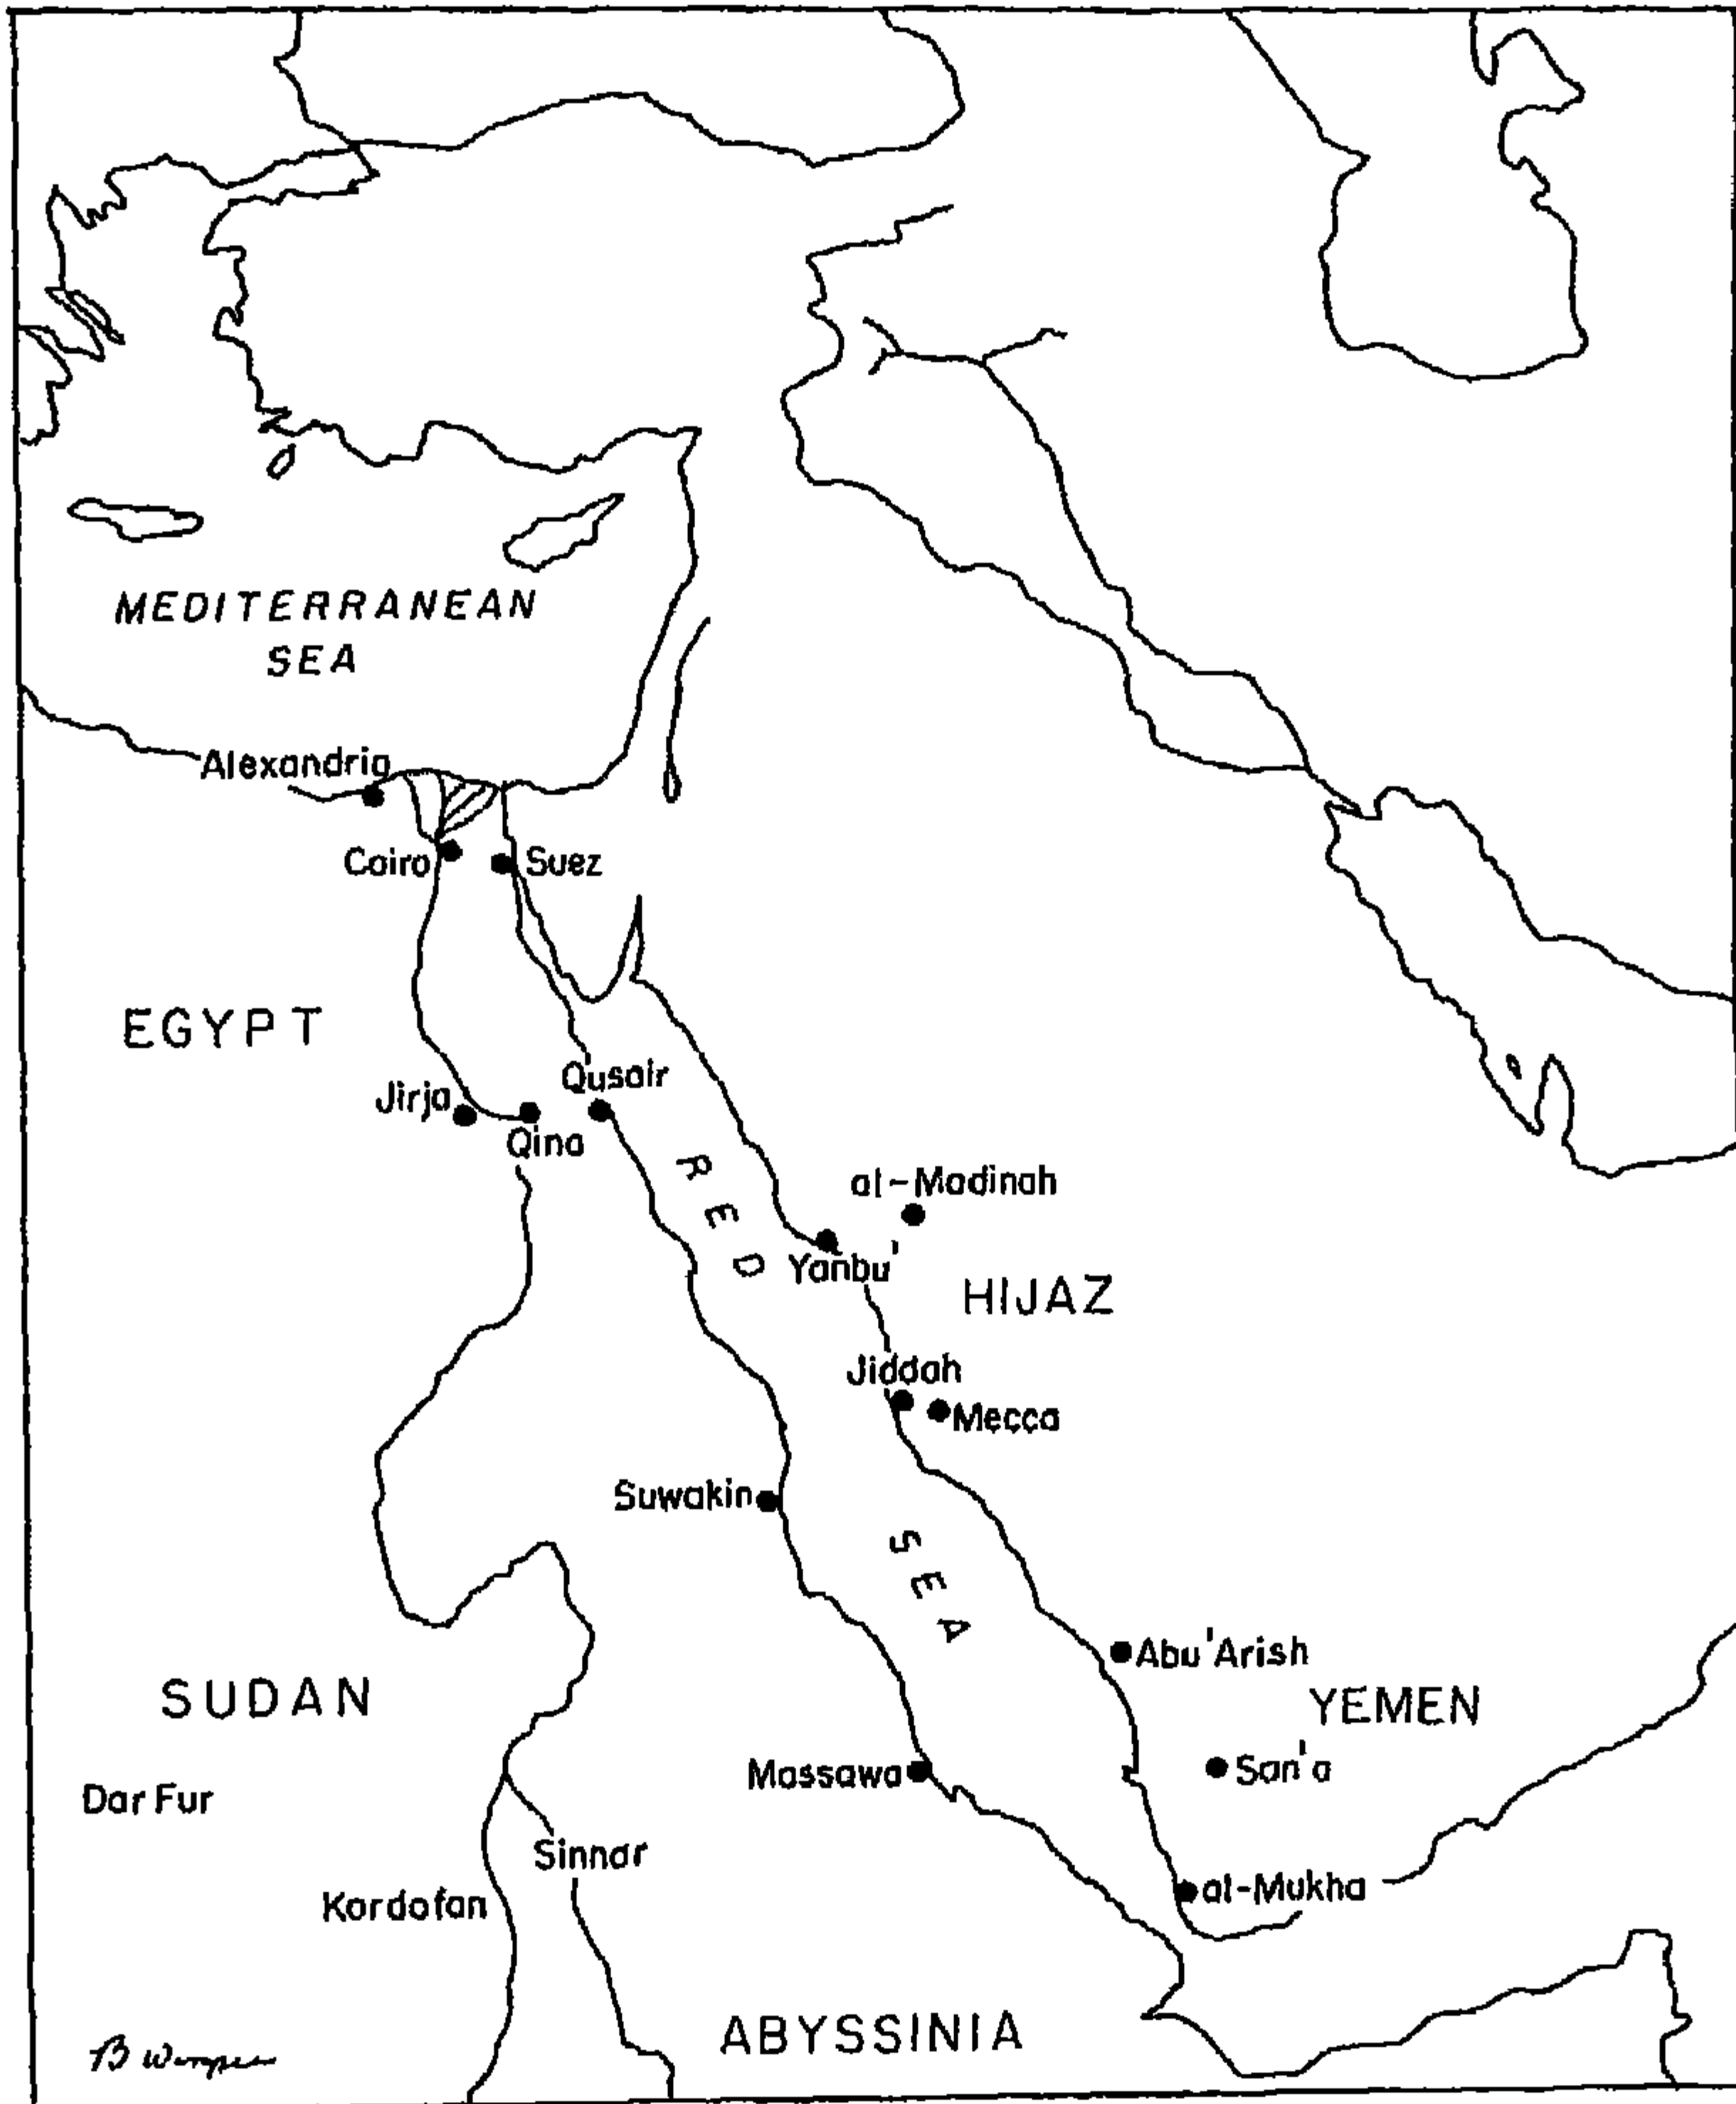 MEDITERRANEAN
SEA
Alexandria
Cairo
Suez
EGYPT
Qusair
Jirja
Qina
RED
al-Madinah
Yanbu'
HIJAZ
Jiddah
Mecca
Suwakin
SEA
Abu 'Arish
SUDAN
YEMEN
Massawa
San'a
Dar Fur
Sinnar
Kordofan
al-Mukha
ABYSSINIA